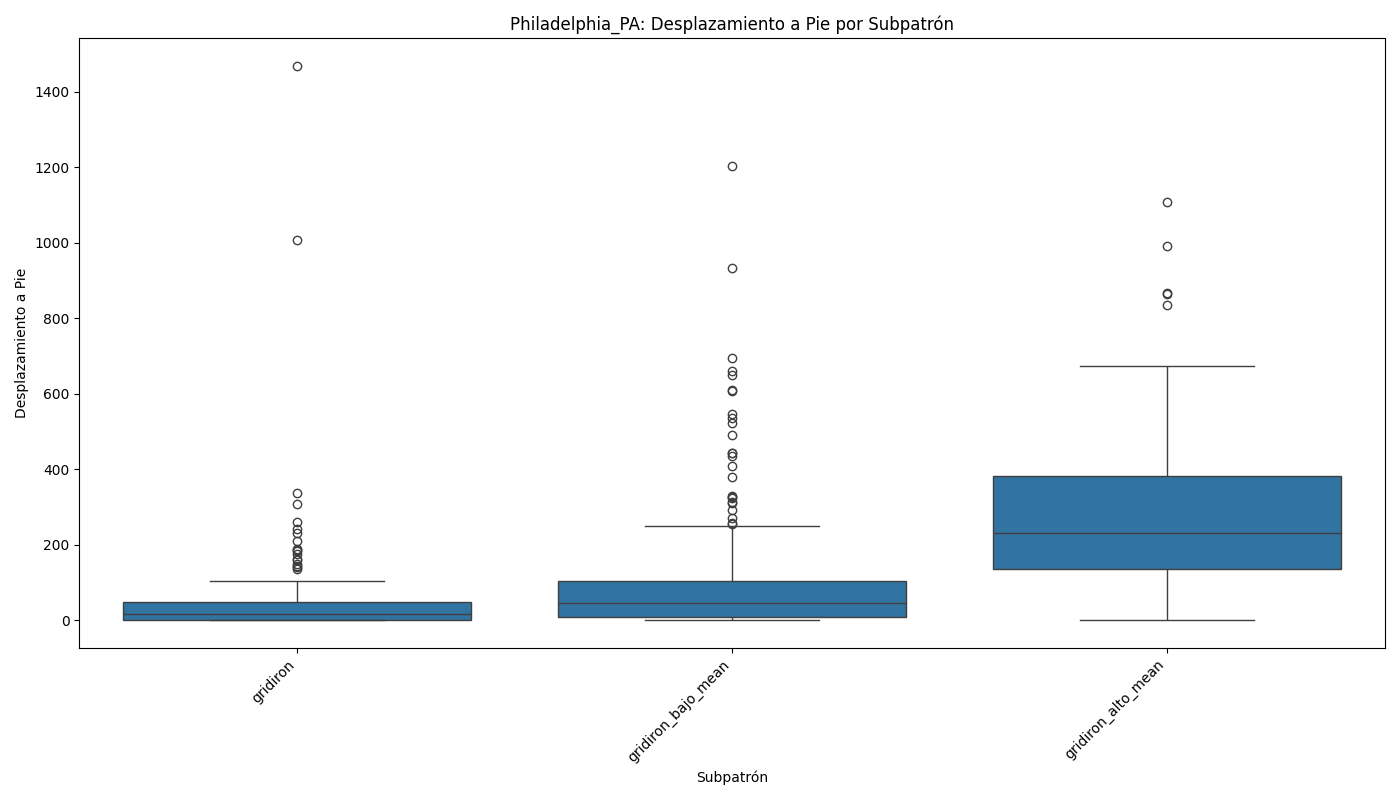 Philadelphia_PA: Desplazamiento a Pie por Subpatrón
Desplazamiento a Pie
1400
1200
1000
800
600
400
200
0
gridiron
gridiron_bajo_mean
gridiron_alto_mean
Subpatrón